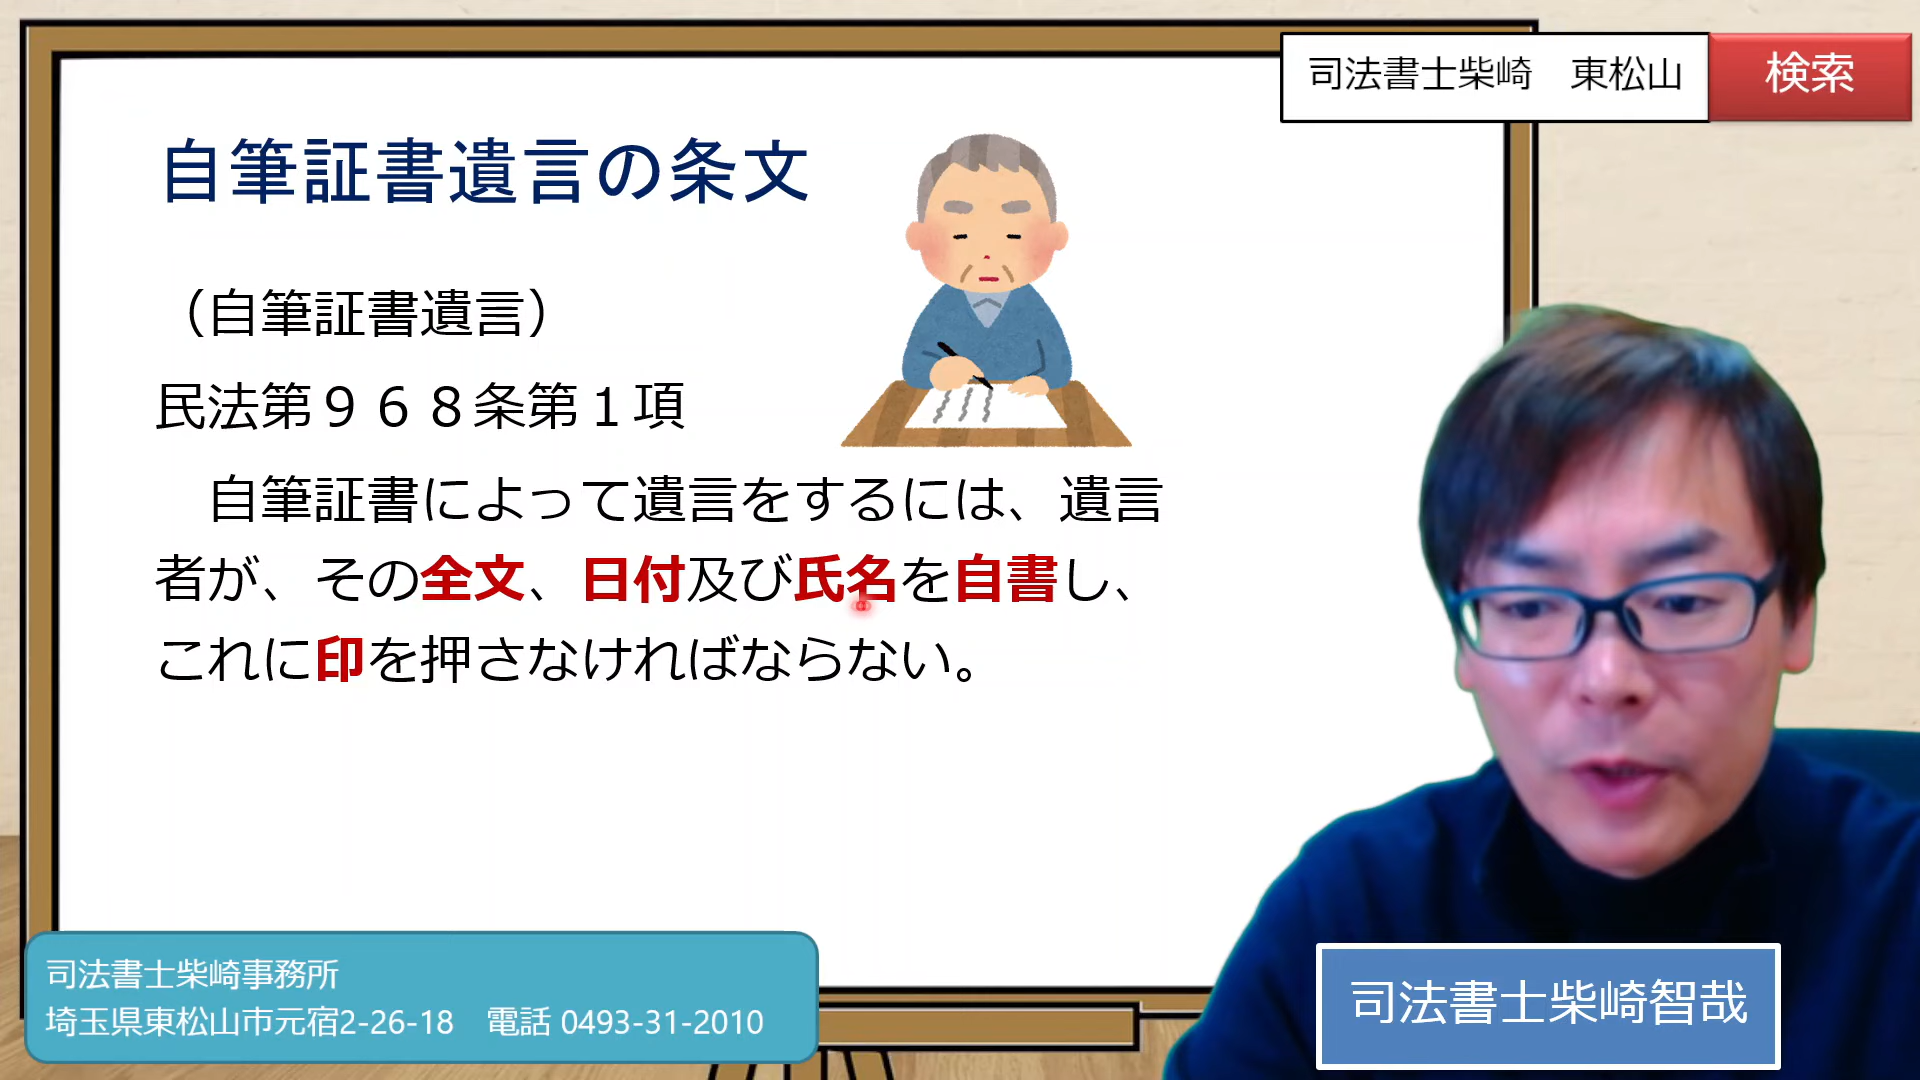 司法書士柴崎　東松山
検索
自筆証書遺言の条文
（自筆証書遺言）
民法第９６８条第１項
　自筆証書によって遺言をするには、遺言
者が、その全文、日付及び氏名を自書し、
これに印を押さなければならない。
司法書士柴崎事務所
埼玉県東松山市元宿2-26-18　電話 0493-31-2010
司法書士柴崎智哉